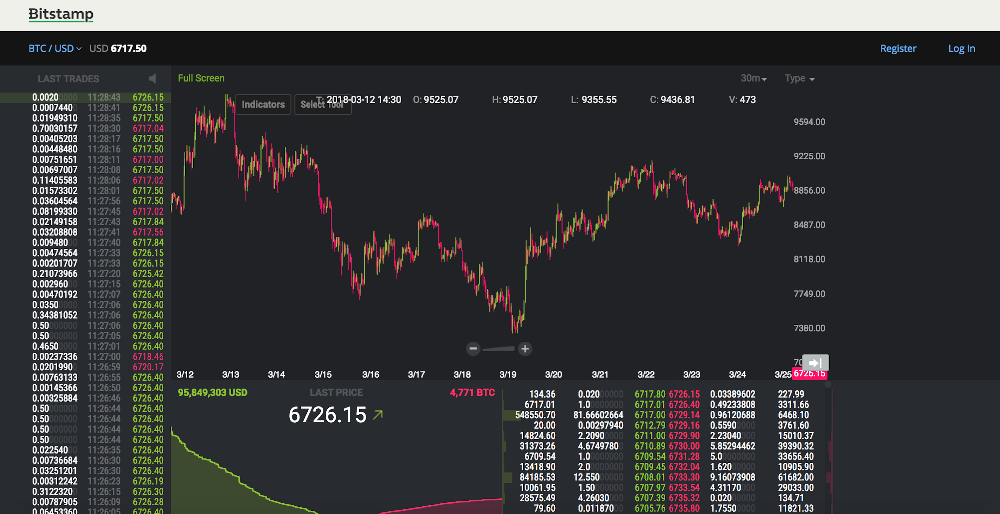 Bitstamp
BTC / USD USD 6717.50 Register Log In
LAST TRADES
0.00200000 11:28:43 6726.15
0.00074400 11:28:41 6726.15
0.01949310 11:28:35 6717.50
0.70030157 11:28:30 6717.04
0.00405203 11:28:17 6717.50
0.00448480 11:28:16 6717.50
0.00751651 11:28:11 6717.00
0.00697007 11:28:08 6717.50
0.11405583 11:28:06 6717.02
0.01573302 11:28:01 6717.50
0.03604564 11:27:56 6717.50
0.08199330 11:27:45 6717.02
0.02149158 11:27:43 6717.84
0.03208808 11:27:41 6717.56
0.00948000 11:27:40 6717.84
0.00474564 11:27:33 6726.15
0.00201707 11:27:33 6726.15
0.21073966 11:27:20 6725.42
0.00296000 11:27:15 6726.40
0.00470192 11:27:07 6726.40
0.03500000 11:27:06 6726.40
0.34381052 11:27:06 6726.40
0.50000000 11:27:06 6726.40
0.50000000 11:27:05 6726.40
0.46500000 11:27:01 6726.40
0.00237336 11:27:00 6718.46
0.02019900 11:26:59 6720.17
0.00763133 11:26:55 6726.40
0.00145366 11:26:50 6726.40
0.00325884 11:26:46 6726.40
0.50000000 11:26:44 6726.40
0.50000000 11:26:44 6726.40
0.50000000 11:26:44 6726.40
0.50000000 11:26:44 6726.40
0.02254000 11:26:35 6726.40
0.00736684 11:26:30 6726.40
0.03251201 11:26:30 6726.40
0.00312242 11:26:23 6726.19
0.31223200 11:26:15 6726.30
0.00787905 11:26:09 6726.28
0.06453360 11:26:05 6726.40
Full Screen 30m Type
Indicators Select Tool T: 2018-03-12 14:30 O: 9525.07 H: 9525.07 L: 9355.55 C: 9436.81 V: 473
9594.00
9225.00
8856.00
8487.00
8118.00
7749.00
7380.00
3/12 3/13 3/14 3/15 3/16 3/17 3/18 3/19 3/20 3/21 3/22 3/23 3/24 3/25 6726.15
95,849,303 USD LAST PRICE 4,771 BTC
6726.15
134.36 0.02000000 6717.80 6726.15 0.03389602 227.99
6717.01 1.00000000 6717.01 6726.40 0.49233808 3311.66
548550.70 81.66602664 6717.00 6729.14 0.96120688 6468.10
20.00 0.00297940 6712.79 6729.16 0.55900000 3761.60
14824.60 2.20900000 6711.00 6729.90 2.23040000 15010.37
31373.26 4.67497800 6710.89 6730.00 5.85294462 39390.32
6709.54 1.00000000 6709.54 6731.28 5.00000000 33656.40
13418.90 2.00000000 6709.45 6732.04 1.62000000 10905.90
84185.53 12.55000000 6708.01 6733.30 9.16073908 61682.00
10061.95 1.50000000 6707.97 6733.54 4.31170000 29033.00
28575.49 4.26030000 6707.39 6735.32 0.02000000 134.71
79.60 0.01187000 6705.76 6735.80 1.75500000 11821.33